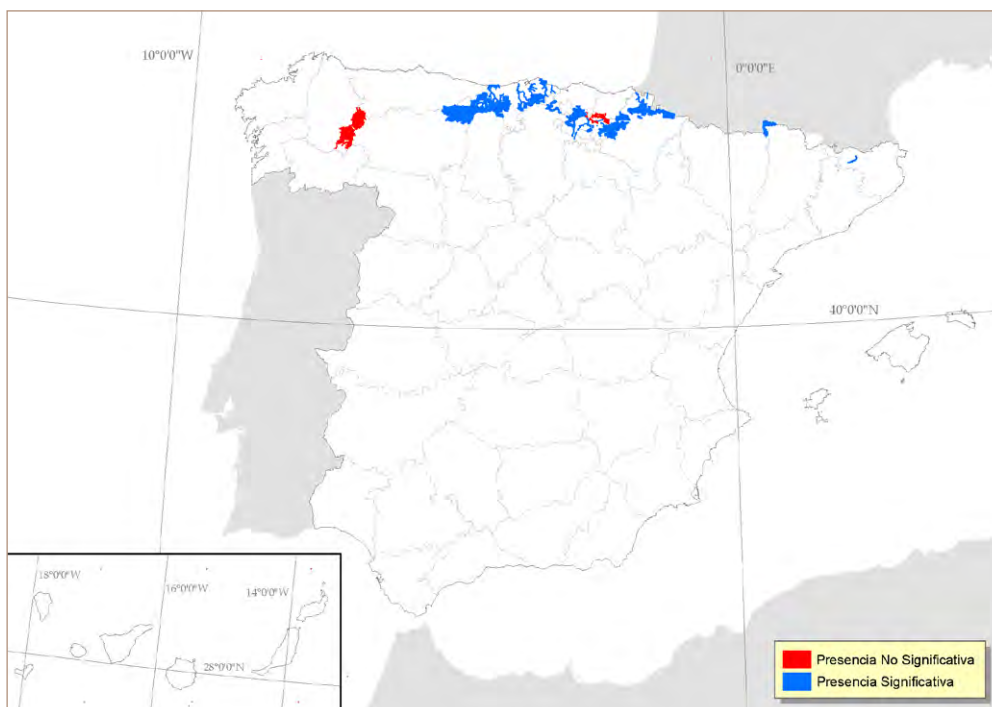 10°0'0"W
0°0'0"E
40°0'0"N
18°0'0"W
16°0'0"W
14°0'0"W
28°0'0"N
Presencia No Significativa
Presencia Significativa